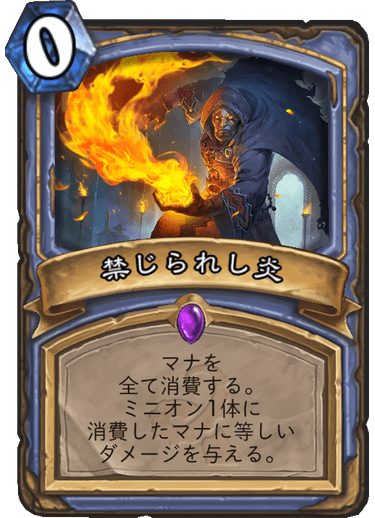 0
禁じられし炎
マナを
全て消費する。
ミニオン1体に
消費したマナに等しい
ダメージを与える。